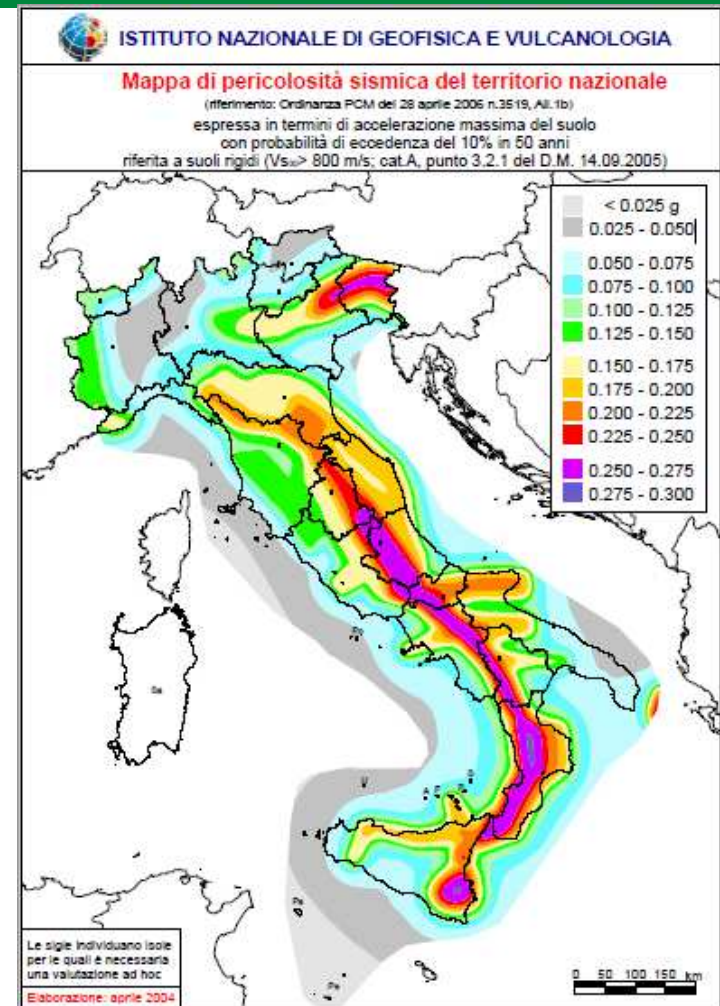 ISTITUTO NAZIONALE DI GEOFISICA E VULCANOLOGIA
Mappa di pericolosità sismica del territorio nazionale
(riferimento: Ordinanza PCM del 28 aprile 2006 n.3519, All.1b)
espressa in termini di accelerazione massima del suolo
con probabilità di eccedenza del 10% in 50 anni
riferita a suoli rigidi (Vs₃₀> 800 m/s; cat.A, punto 3.2.1 del D.M. 14.09.2005)
< 0.025 g
0.025 - 0.050
0.050 - 0.075
0.075 - 0.100
0.100 - 0.125
0.125 - 0.150
0.150 - 0.175
0.175 - 0.200
0.200 - 0.225
0.225 - 0.250
0.250 - 0.275
0.275 - 0.300
Sa
U
A
F
Le sigle individuano isole
per le quali è necessaria
una valutazione ad hoc
Elaborazione: aprile 2004
0 50 100 150 km